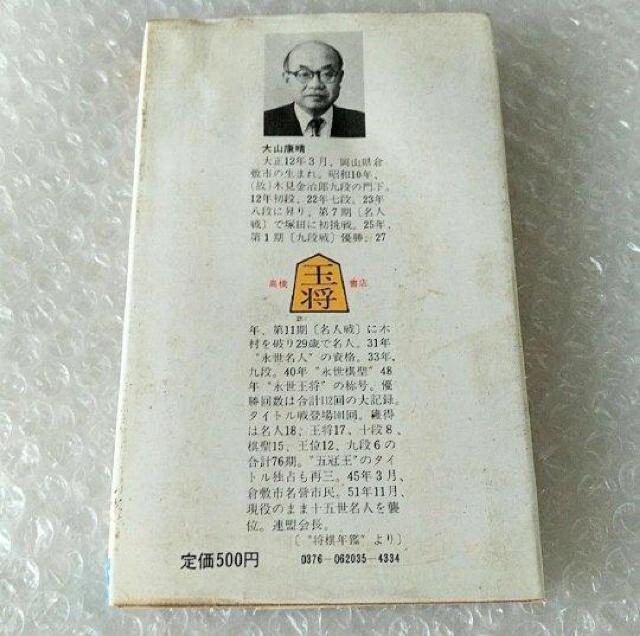 大山康晴
大正12年3月、岡山県倉
敷市の生まれ。昭和10年、
(故)木見金治郎九段の門下。
12年初段、22年七段。23年
八段に昇り、第7期〔名人
戦〕で塚田に初挑戦。25年、
第1期〔九段戦〕優勝。27
高橋 王将 書店
年、第11期〔名人戦〕に木
村を破り29歳で名人。31年
"永世名人"の資格。33年、
九段。40年"永世棋聖"48
年"永世王将"の称号。優
勝回数は合計112回の大記録。
タイトル戦登場101回。獲得
は名人18、王将17、十段8、
棋聖15、王位12、九段6の
合計76期。"五冠王"のタイ
トル独占も再三。45年3月、
倉敷市名誉市民。51年11月、
現役のまま十五世名人を襲
位。連盟会長。
〔"将棋年鑑"より〕
定価500円 0376-062035-4334